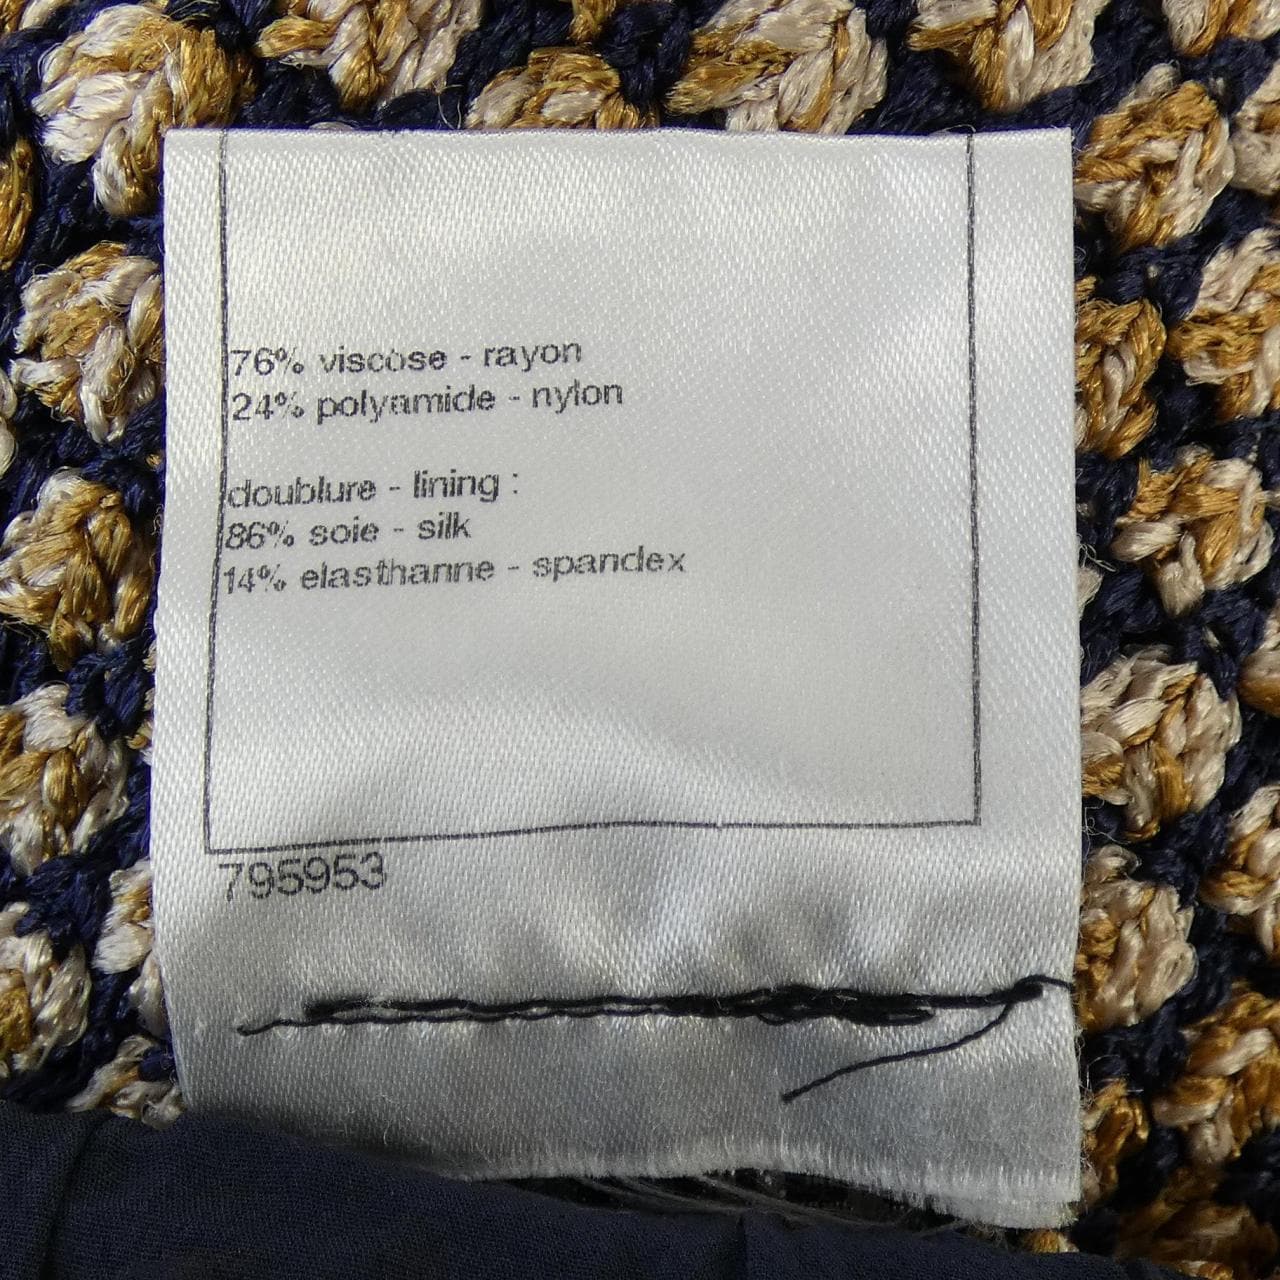 76% viscose - rayon
24% polyamide - nylon
doublure - lining :
86% soie - silk
14% elasthanne - spandex
795953